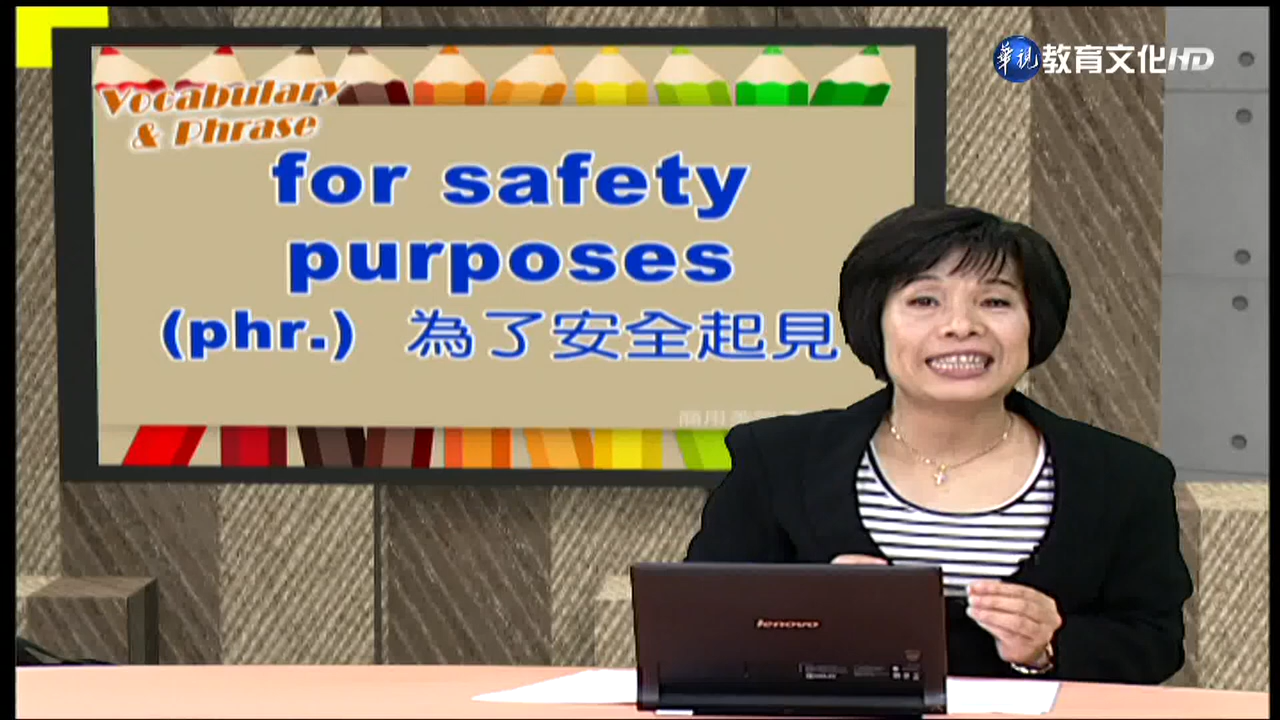 華視 教育文化HD
Vocabulary
& Phrase
for safety
purposes
(phr.) 為了安全起見
lenovo